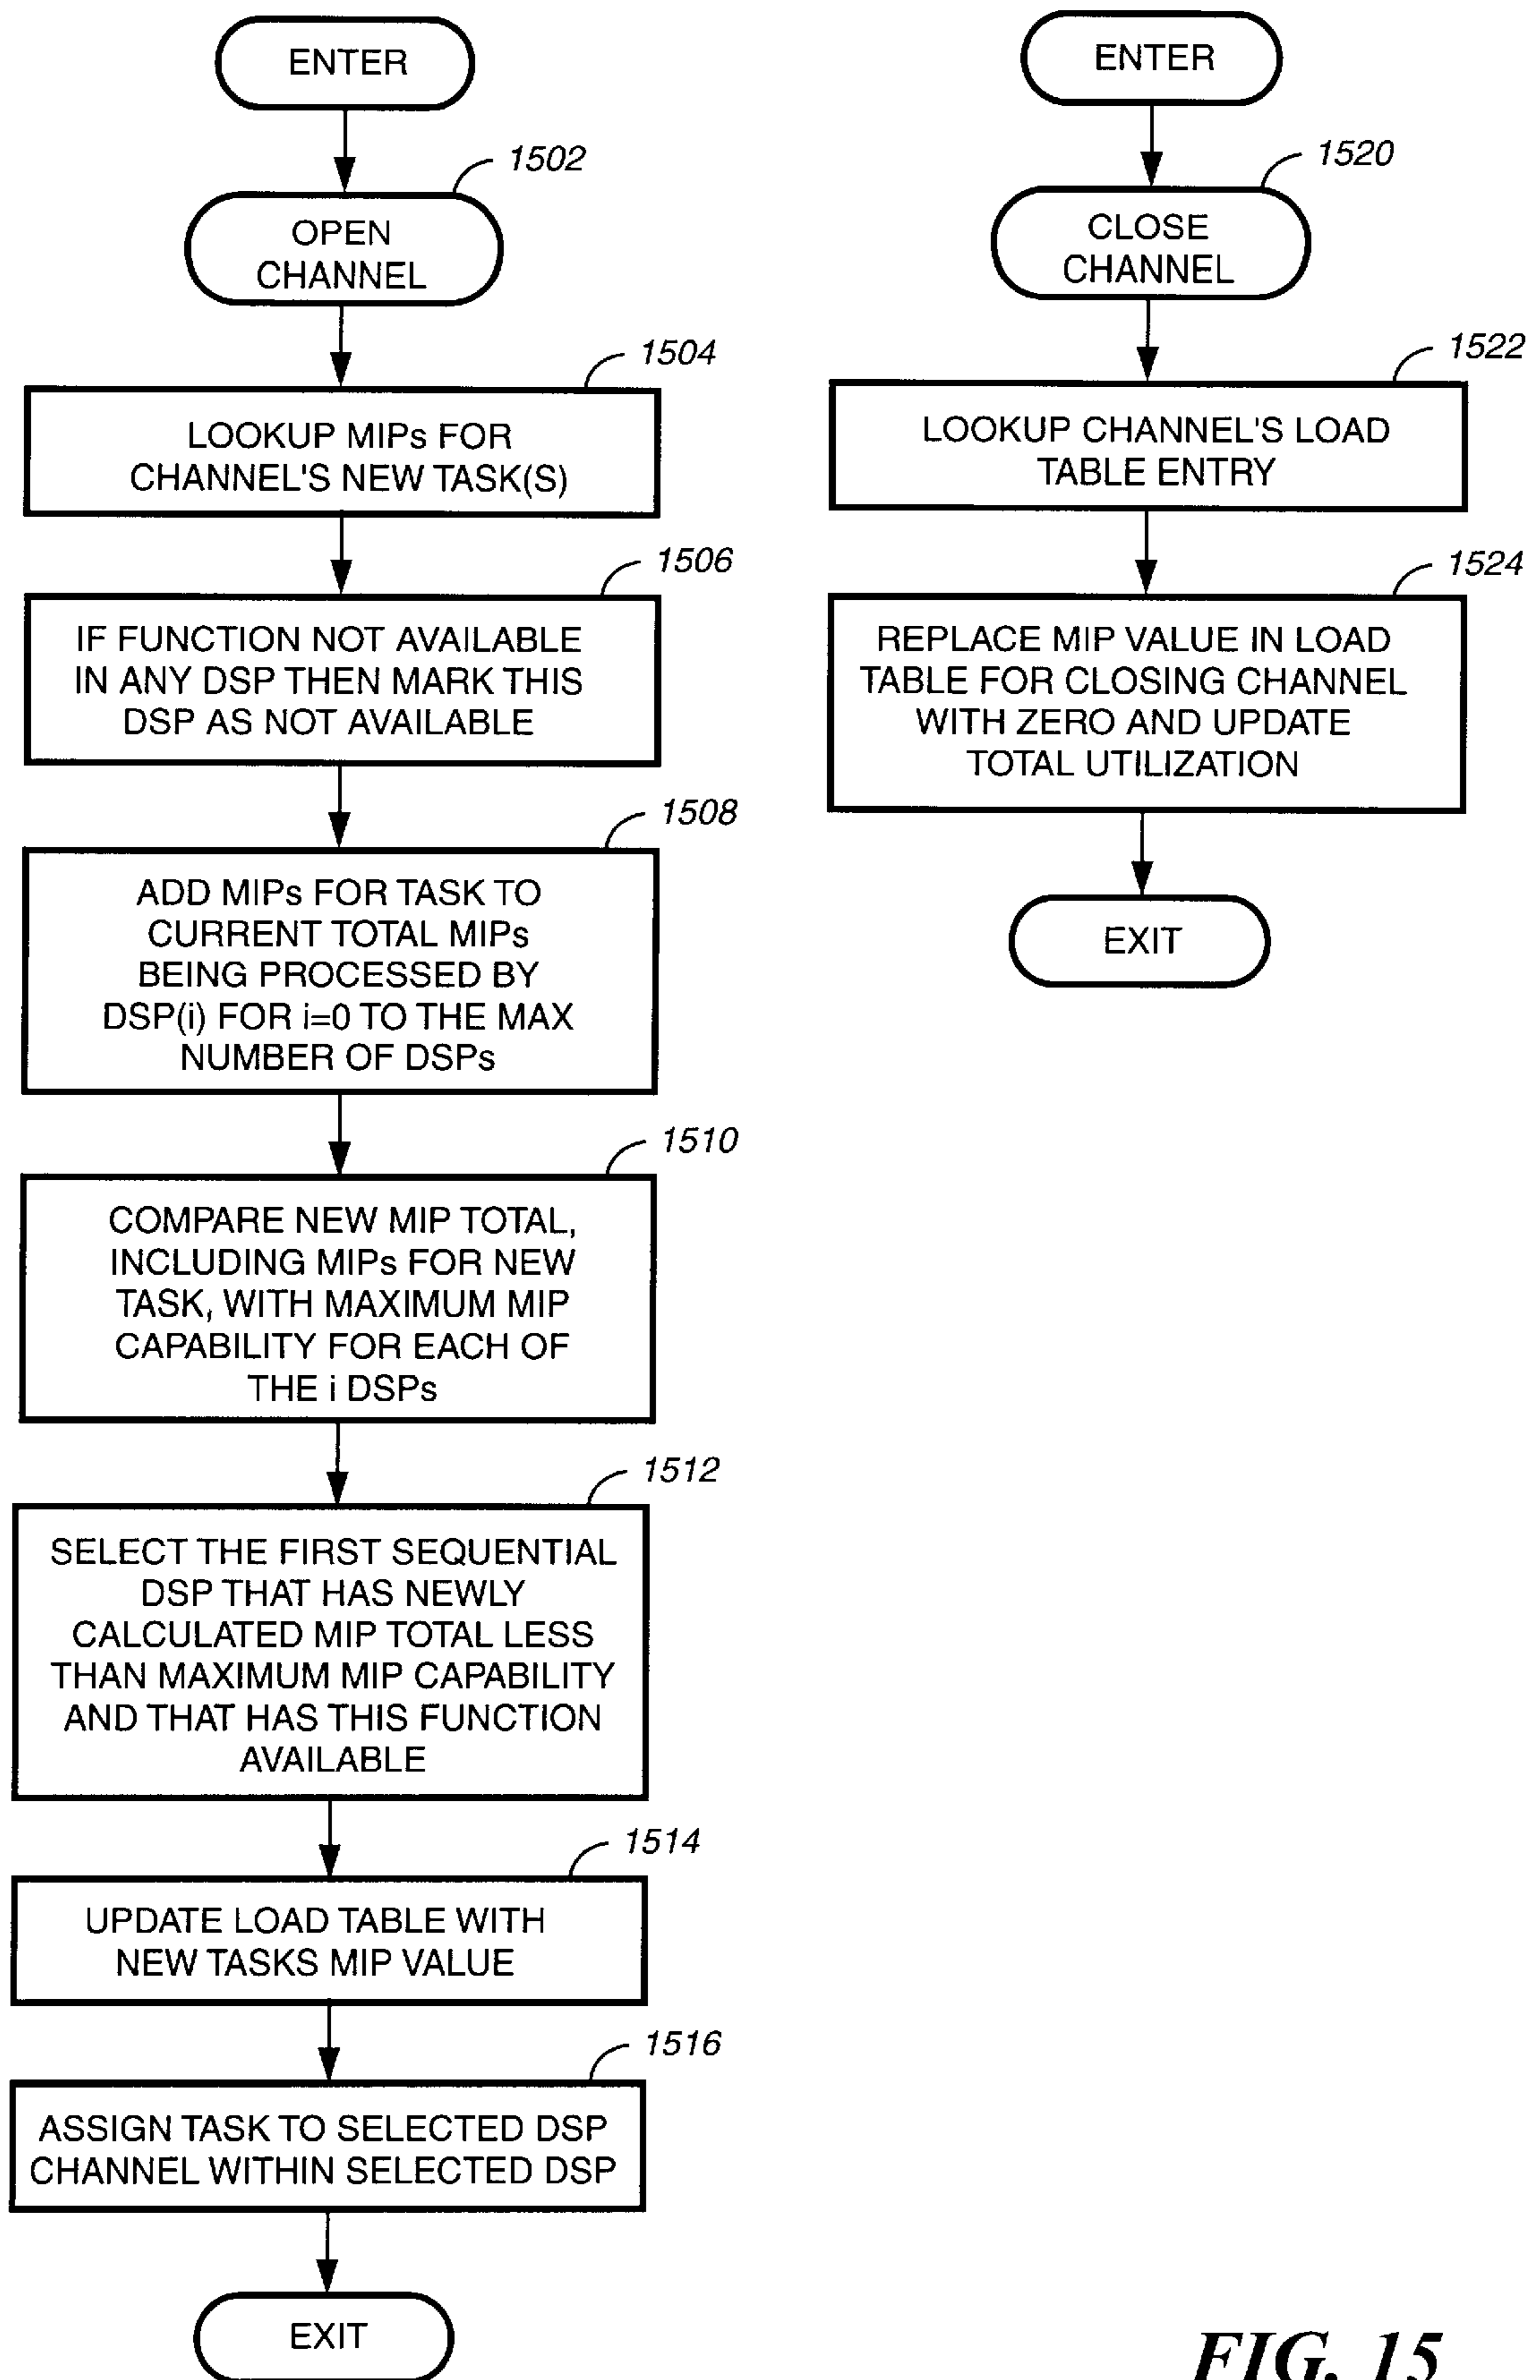 ENTER
1502
OPEN
CHANNEL
1504
LOOKUP MIPs FOR
CHANNEL'S NEW TASK(S)
1506
IF FUNCTION NOT AVAILABLE
IN ANY DSP THEN MARK THIS
DSP AS NOT AVAILABLE
1508
ADD MIPs FOR TASK TO
CURRENT TOTAL MIPs
BEING PROCESSED BY
DSP(i) FOR i=0 TO THE MAX
NUMBER OF DSPs
1510
COMPARE NEW MIP TOTAL,
INCLUDING MIPs FOR NEW
TASK, WITH MAXIMUM MIP
CAPABILITY FOR EACH OF
THE i DSPs
1512
SELECT THE FIRST SEQUENTIAL
DSP THAT HAS NEWLY
CALCULATED MIP TOTAL LESS
THAN MAXIMUM MIP CAPABILITY
AND THAT HAS THIS FUNCTION
AVAILABLE
1514
UPDATE LOAD TABLE WITH
NEW TASKS MIP VALUE
1516
ASSIGN TASK TO SELECTED DSP
CHANNEL WITHIN SELECTED DSP
EXIT
ENTER
1520
CLOSE
CHANNEL
1522
LOOKUP CHANNEL'S LOAD
TABLE ENTRY
1524
REPLACE MIP VALUE IN LOAD
TABLE FOR CLOSING CHANNEL
WITH ZERO AND UPDATE
TOTAL UTILIZATION
EXIT
FIG. 15